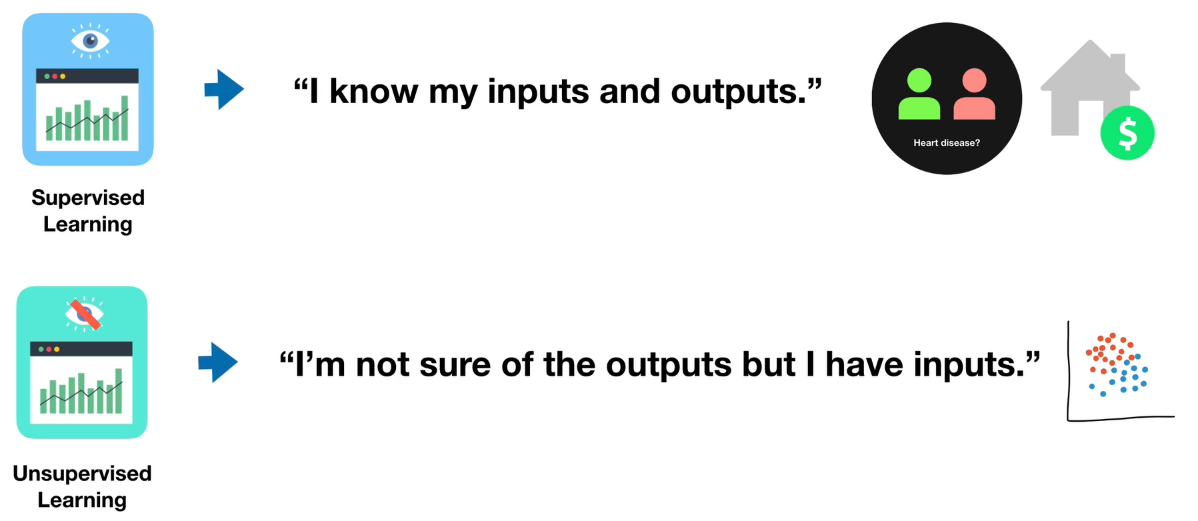 “I know my inputs and outputs.”
Heart disease?
$
Supervised
Learning
“I’m not sure of the outputs but I have inputs.”
Unsupervised
Learning